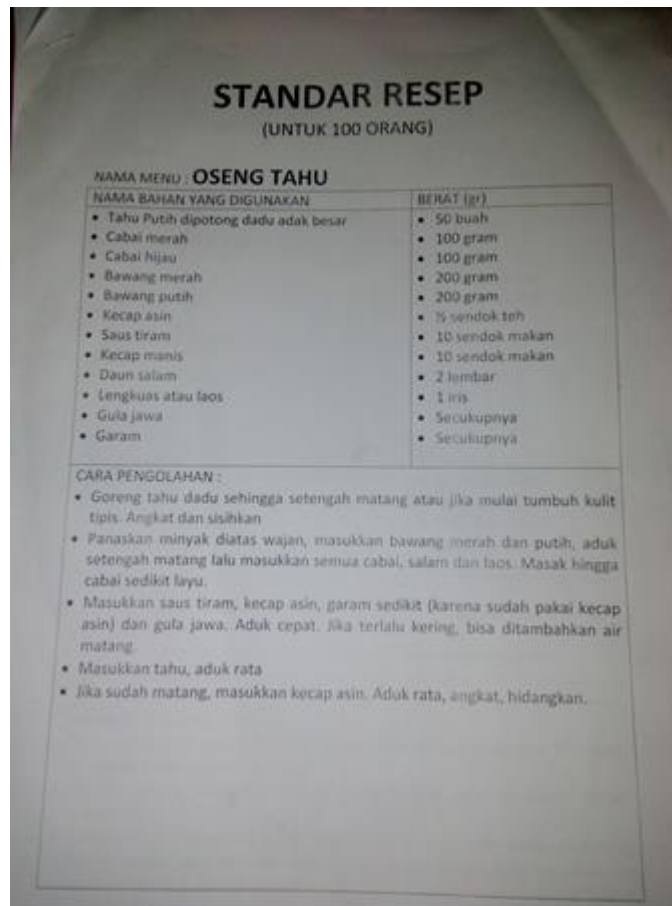 STANDAR RESEP
(UNTUK 100 ORANG)
NAMA MENU : OSENG TAHU
NAMA BAHAN YANG DIGUNAKAN BERAT (gr)
• Tahu Putih dipotong dadu adak besar • 50 buah
• Cabai merah • 100 gram
• Cabai hijau • 100 gram
• Bawang merah • 200 gram
• Bawang putih • 200 gram
• Kecap asin • ½ sendok teh
• Saus tiram • 10 sendok makan
• Kecap manis • 10 sendok makan
• Daun salam • 2 lembar
• Lengkuas atau laos • 1 iris
• Gula jawa • Secukupnya
• Garam • Secukupnya
CARA PENGOLAHAN :
• Goreng tahu dadu sehingga setengah matang atau jika mulai tumbuh kulit
tipis. Angkat dan sisihkan
• Panaskan minyak diatas wajan, masukkan bawang merah dan putih, aduk
setengah matang lalu masukkan semua cabai, salam dan laos. Masak hingga
cabai sedikit layu.
• Masukkan saus tiram, kecap asin, garam sedikit (karena sudah pakai kecap
asin) dan gula jawa. Aduk cepat. Jika terlalu kering, bisa ditambahkan air
matang.
• Masukkan tahu, aduk rata
• Jika sudah matang, masukkan kecap asin. Aduk rata, angkat, hidangkan.